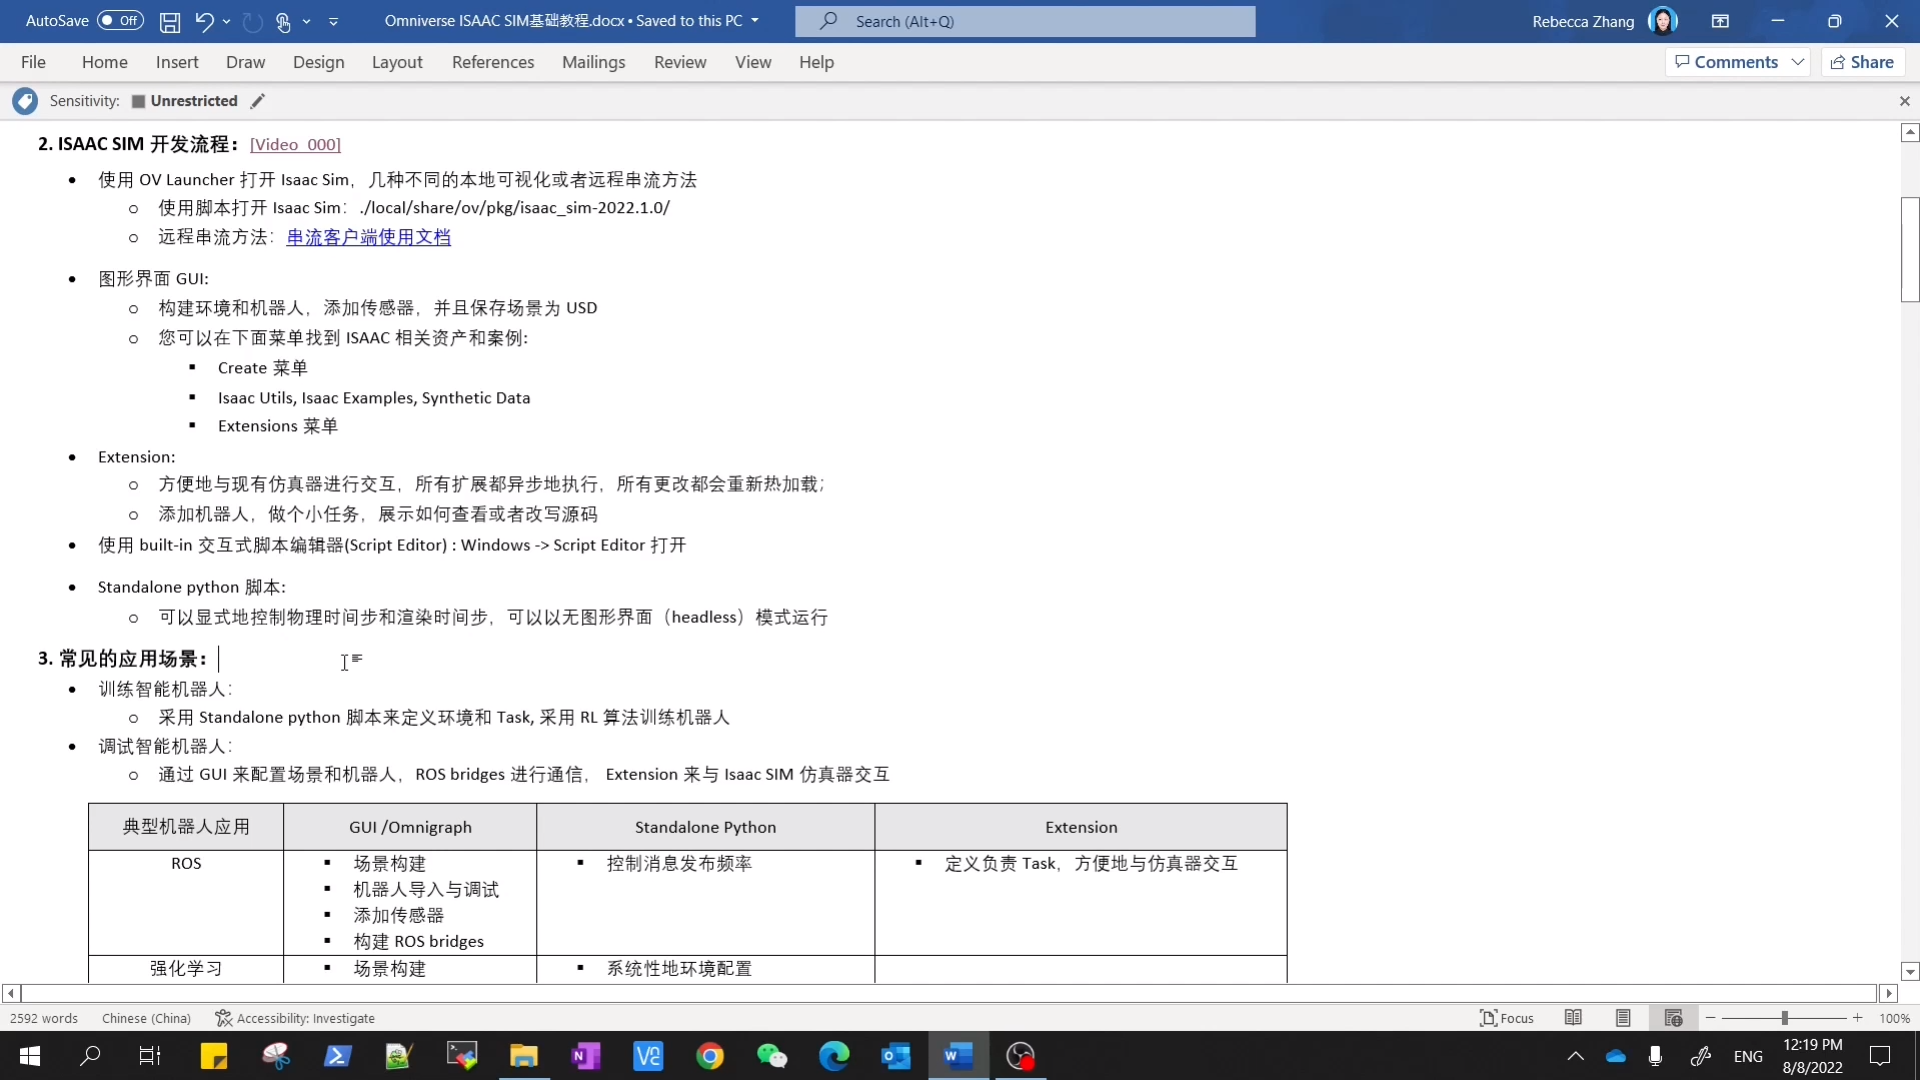 AutoSave Off Omniverse ISAAC SIM基础教程.docx • Saved to this PC Search (Alt+Q) Rebecca Zhang
File Home Insert Draw Design Layout References Mailings Review View Help Comments Share
Sensitivity: Unrestricted
2. ISAAC SIM 开发流程： [Video_000]
• 使用 OV Launcher 打开 Isaac Sim，几种不同的本地可视化或者远程串流方法
o 使用脚本打开 Isaac Sim：./local/share/ov/pkg/isaac_sim-2022.1.0/
o 远程串流方法：串流客户端使用文档
• 图形界面 GUI:
o 构建环境和机器人，添加传感器，并且保存场景为 USD
o 您可以在下面菜单找到 ISAAC 相关资产和案例:
▪ Create 菜单
▪ Isaac Utils, Isaac Examples, Synthetic Data
▪ Extensions 菜单
• Extension:
o 方便地与现有仿真器进行交互，所有扩展都异步地执行，所有更改都会重新热加载；
o 添加机器人，做个小任务，展示如何查看或者改写源码
• 使用 built-in 交互式脚本编辑器(Script Editor) : Windows -> Script Editor 打开
• Standalone python 脚本:
o 可以显式地控制物理时间步和渲染时间步，可以以无图形界面（headless）模式运行
3. 常见的应用场景：
• 训练智能机器人：
o 采用 Standalone python 脚本来定义环境和 Task, 采用 RL 算法训练机器人
• 调试智能机器人：
o 通过 GUI 来配置场景和机器人，ROS bridges 进行通信， Extension 来与 Isaac SIM 仿真器交互
典型机器人应用 GUI /Omnigraph Standalone Python Extension
ROS ▪ 场景构建 ▪ 控制消息发布频率 ▪ 定义负责 Task，方便地与仿真器交互
▪ 机器人导入与调试
▪ 添加传感器
▪ 构建 ROS bridges
强化学习 ▪ 场景构建 ▪ 系统性地环境配置
2592 words Chinese (China) Accessibility: Investigate Focus 100%
ENG 12:19 PM
8/8/2022